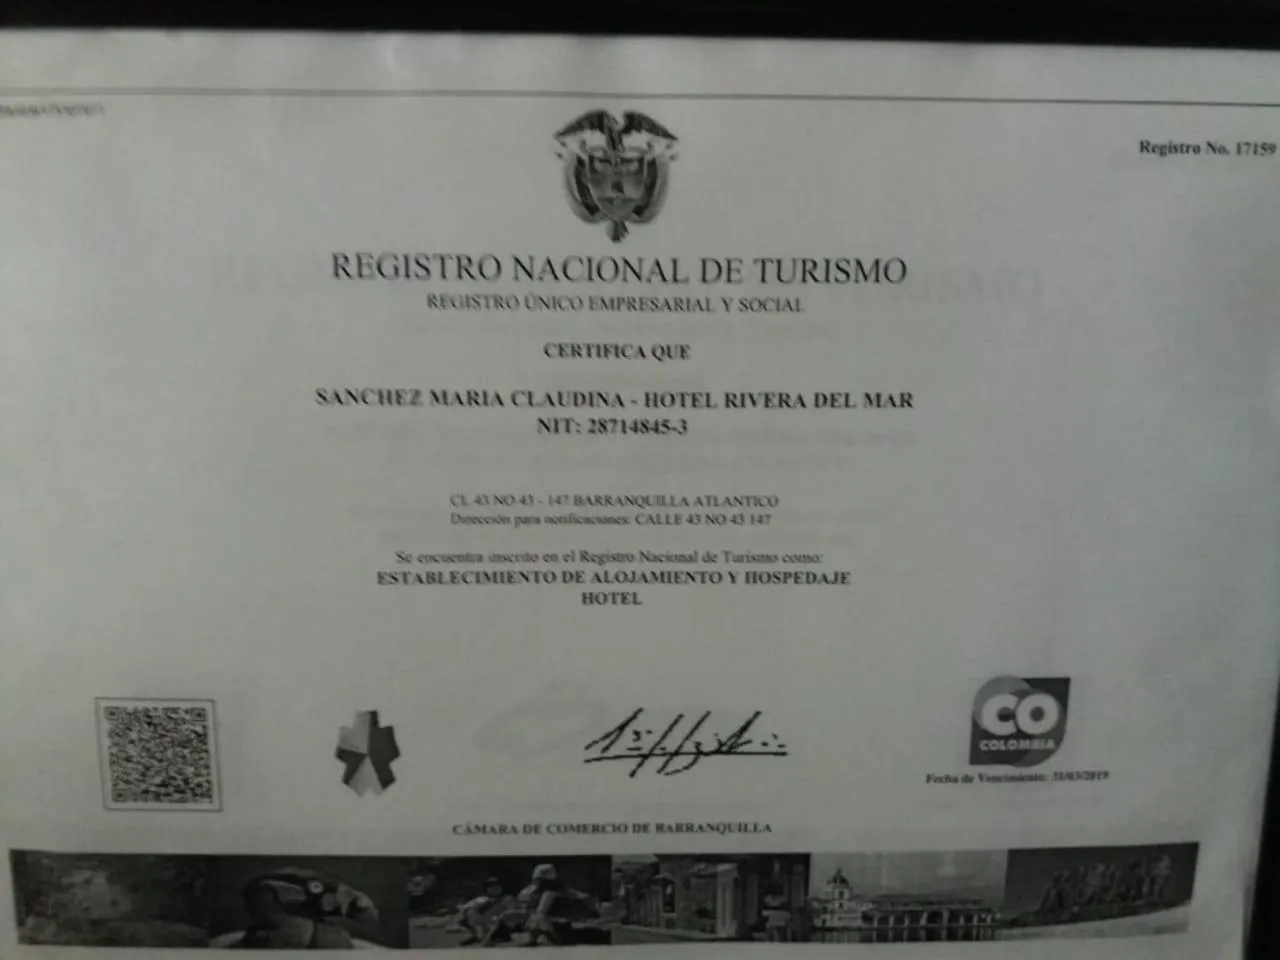 Registro No. 17159
REGISTRO NACIONAL DE TURISMO
REGISTRO ÚNICO EMPRESARIAL Y SOCIAL
CERTIFICA QUE
SANCHEZ MARIA CLAUDINA - HOTEL RIVERA DEL MAR
NIT: 28714845-3
CL 43 NO 43 - 147 BARRANQUILLA ATLANTICO
Dirección para notificaciones: CALLE 43 NO 43 147
Se encuentra inscrito en el Registro Nacional de Turismo como:
ESTABLECIMIENTO DE ALOJAMIENTO Y HOSPEDAJE
HOTEL
CO
COLOMBIA
Fecha de Vencimiento: 31/03/2019
CÁMARA DE COMERCIO DE BARRANQUILLA